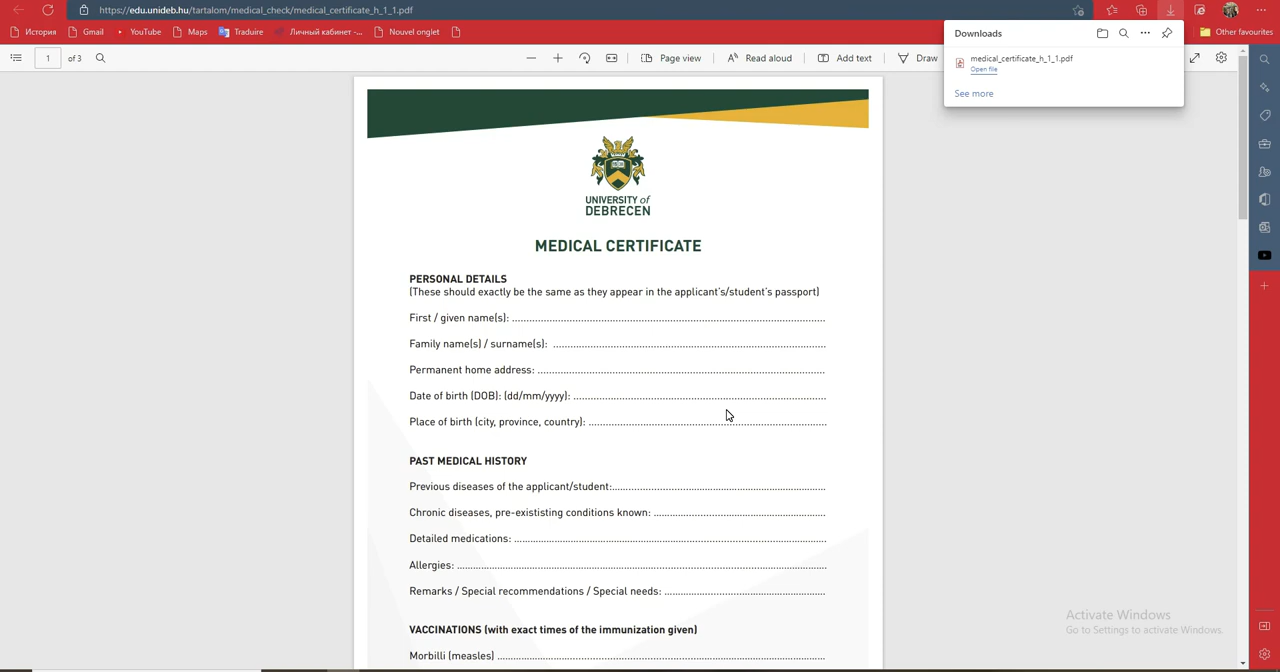 https://edu.unideb.hu/tartalom/medical_check/medical_certificate_h_1_1.pdf
История Gmail YouTube Maps Traduire Личный кабинет -... Nouvel onglet Other favourites
1 of 3 Page view Read aloud Add text Draw
Downloads
medical_certificate_h_1_1.pdf
Open file
See more
UNIVERSITY of
DEBRECEN
MEDICAL CERTIFICATE
PERSONAL DETAILS
(These should exactly be the same as they appear in the applicant's/student's passport)
First / given name(s): ........................................
Family name(s) / surname(s): ........................................
Permanent home address: ........................................
Date of birth (DOB): (dd/mm/yyyy): ........................................
Place of birth (city, province, country): ........................................
PAST MEDICAL HISTORY
Previous diseases of the applicant/student:........................................
Chronic diseases, pre-exististing conditions known: ........................................
Detailed medications: ........................................
Allergies: ........................................
Remarks / Special recommendations / Special needs: ........................................
VACCINATIONS (with exact times of the immunization given)
Morbilli (measles) ........................................
Activate Windows
Go to Settings to activate Windows.